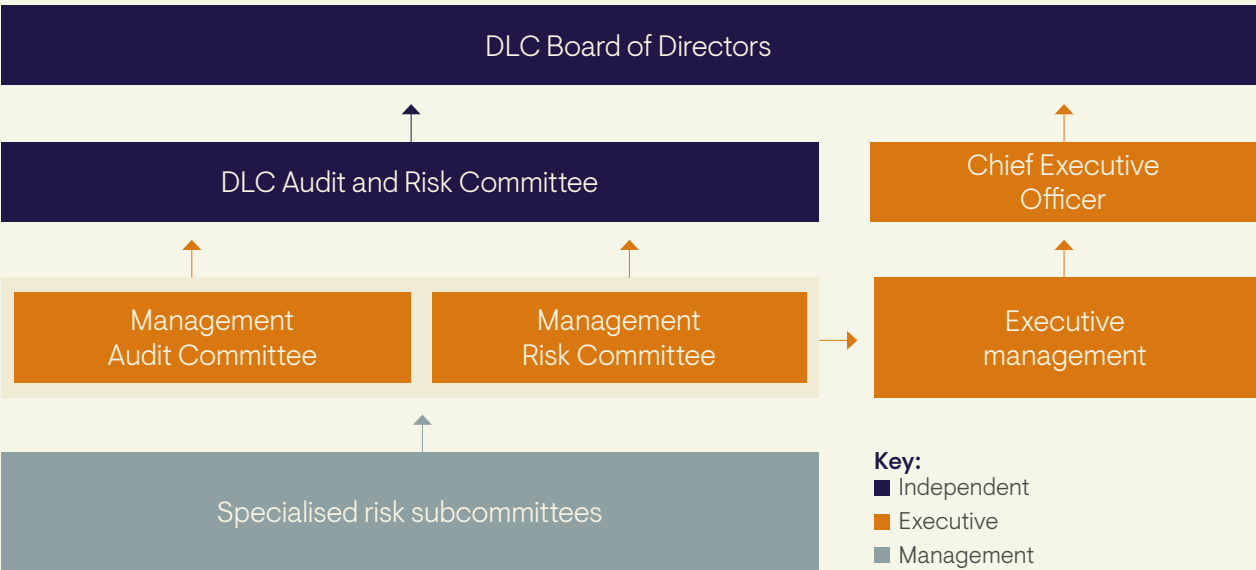 DLC Board of Directors
DLC Audit and Risk Committee
Chief Executive
Officer
Management
Audit Committee
Management
Risk Committee
Executive
management
Specialised risk subcommittees
Key:
Independent
Executive
Management